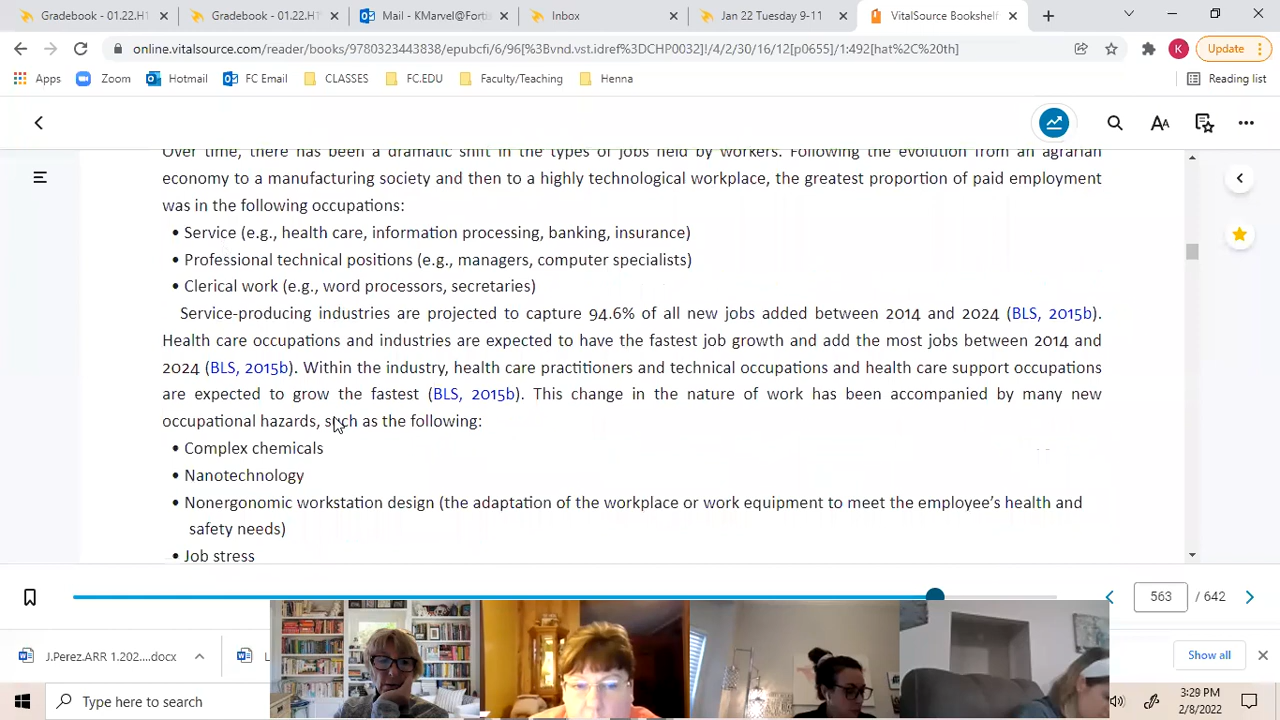 Gradebook - 01.22.H1
Gradebook - 01.22.H1
Mail - KMarvel@Fortis
Inbox
Jan 22 Tuesday 9-11
VitalSource Bookshelf
online.vitalsource.com/reader/books/9780323443838/epubcfi/6/96[%3Bvnd.vst.idref%3DCHP0032]!/4/2/30/16/12[p0655]/1:492[hat%2C%20th]
K
Update
Apps
Zoom
Hotmail
FC Email
CLASSES
FC.EDU
Faculty/Teaching
Henna
Reading list
Over time, there has been a dramatic shift in the types of jobs held by workers. Following the evolution from an agrarian
economy to a manufacturing society and then to a highly technological workplace, the greatest proportion of paid employment
was in the following occupations:
• Service (e.g., health care, information processing, banking, insurance)
• Professional technical positions (e.g., managers, computer specialists)
• Clerical work (e.g., word processors, secretaries)
Service-producing industries are projected to capture 94.6% of all new jobs added between 2014 and 2024 (BLS, 2015b).
Health care occupations and industries are expected to have the fastest job growth and add the most jobs between 2014 and
2024 (BLS, 2015b). Within the industry, health care practitioners and technical occupations and health care support occupations
are expected to grow the fastest (BLS, 2015b). This change in the nature of work has been accompanied by many new
occupational hazards, such as the following:
• Complex chemicals
• Nanotechnology
• Nonergonomic workstation design (the adaptation of the workplace or work equipment to meet the employee's health and
safety needs)
• Job stress
563 / 642
J.Perez.ARR 1.202....docx
L
Show all
Type here to search
3:29 PM
2/8/2022